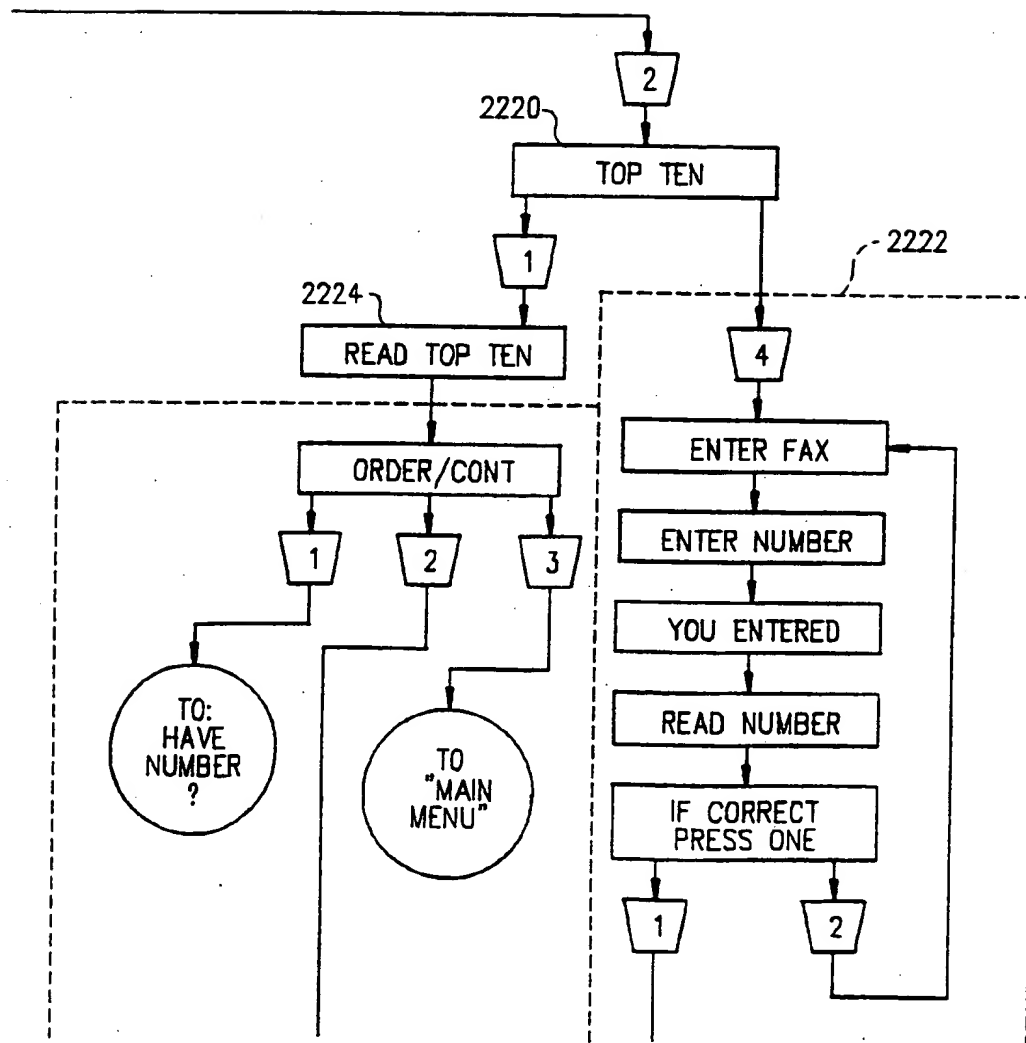 2
2220
TOP TEN
1
2222
2224
READ TOP TEN
4
ORDER/CONT
ENTER FAX
1
2
3
ENTER NUMBER
YOU ENTERED
TO:
HAVE
NUMBER
?
READ NUMBER
TO
"MAIN
MENU"
IF CORRECT
PRESS ONE
1
2